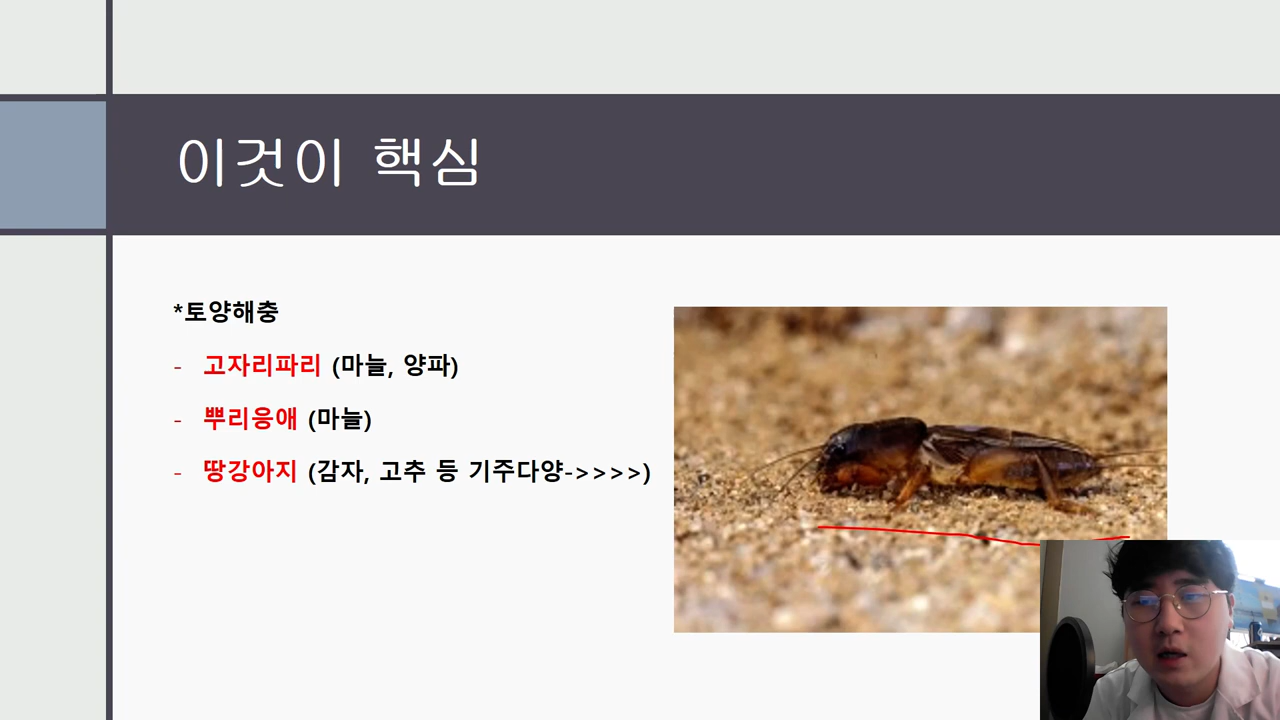 이것이 핵심
*토양해충
- 고자리파리 (마늘, 양파)
- 뿌리응애 (마늘)
- 땅강아지 (감자, 고추 등 기주다양->>>>)